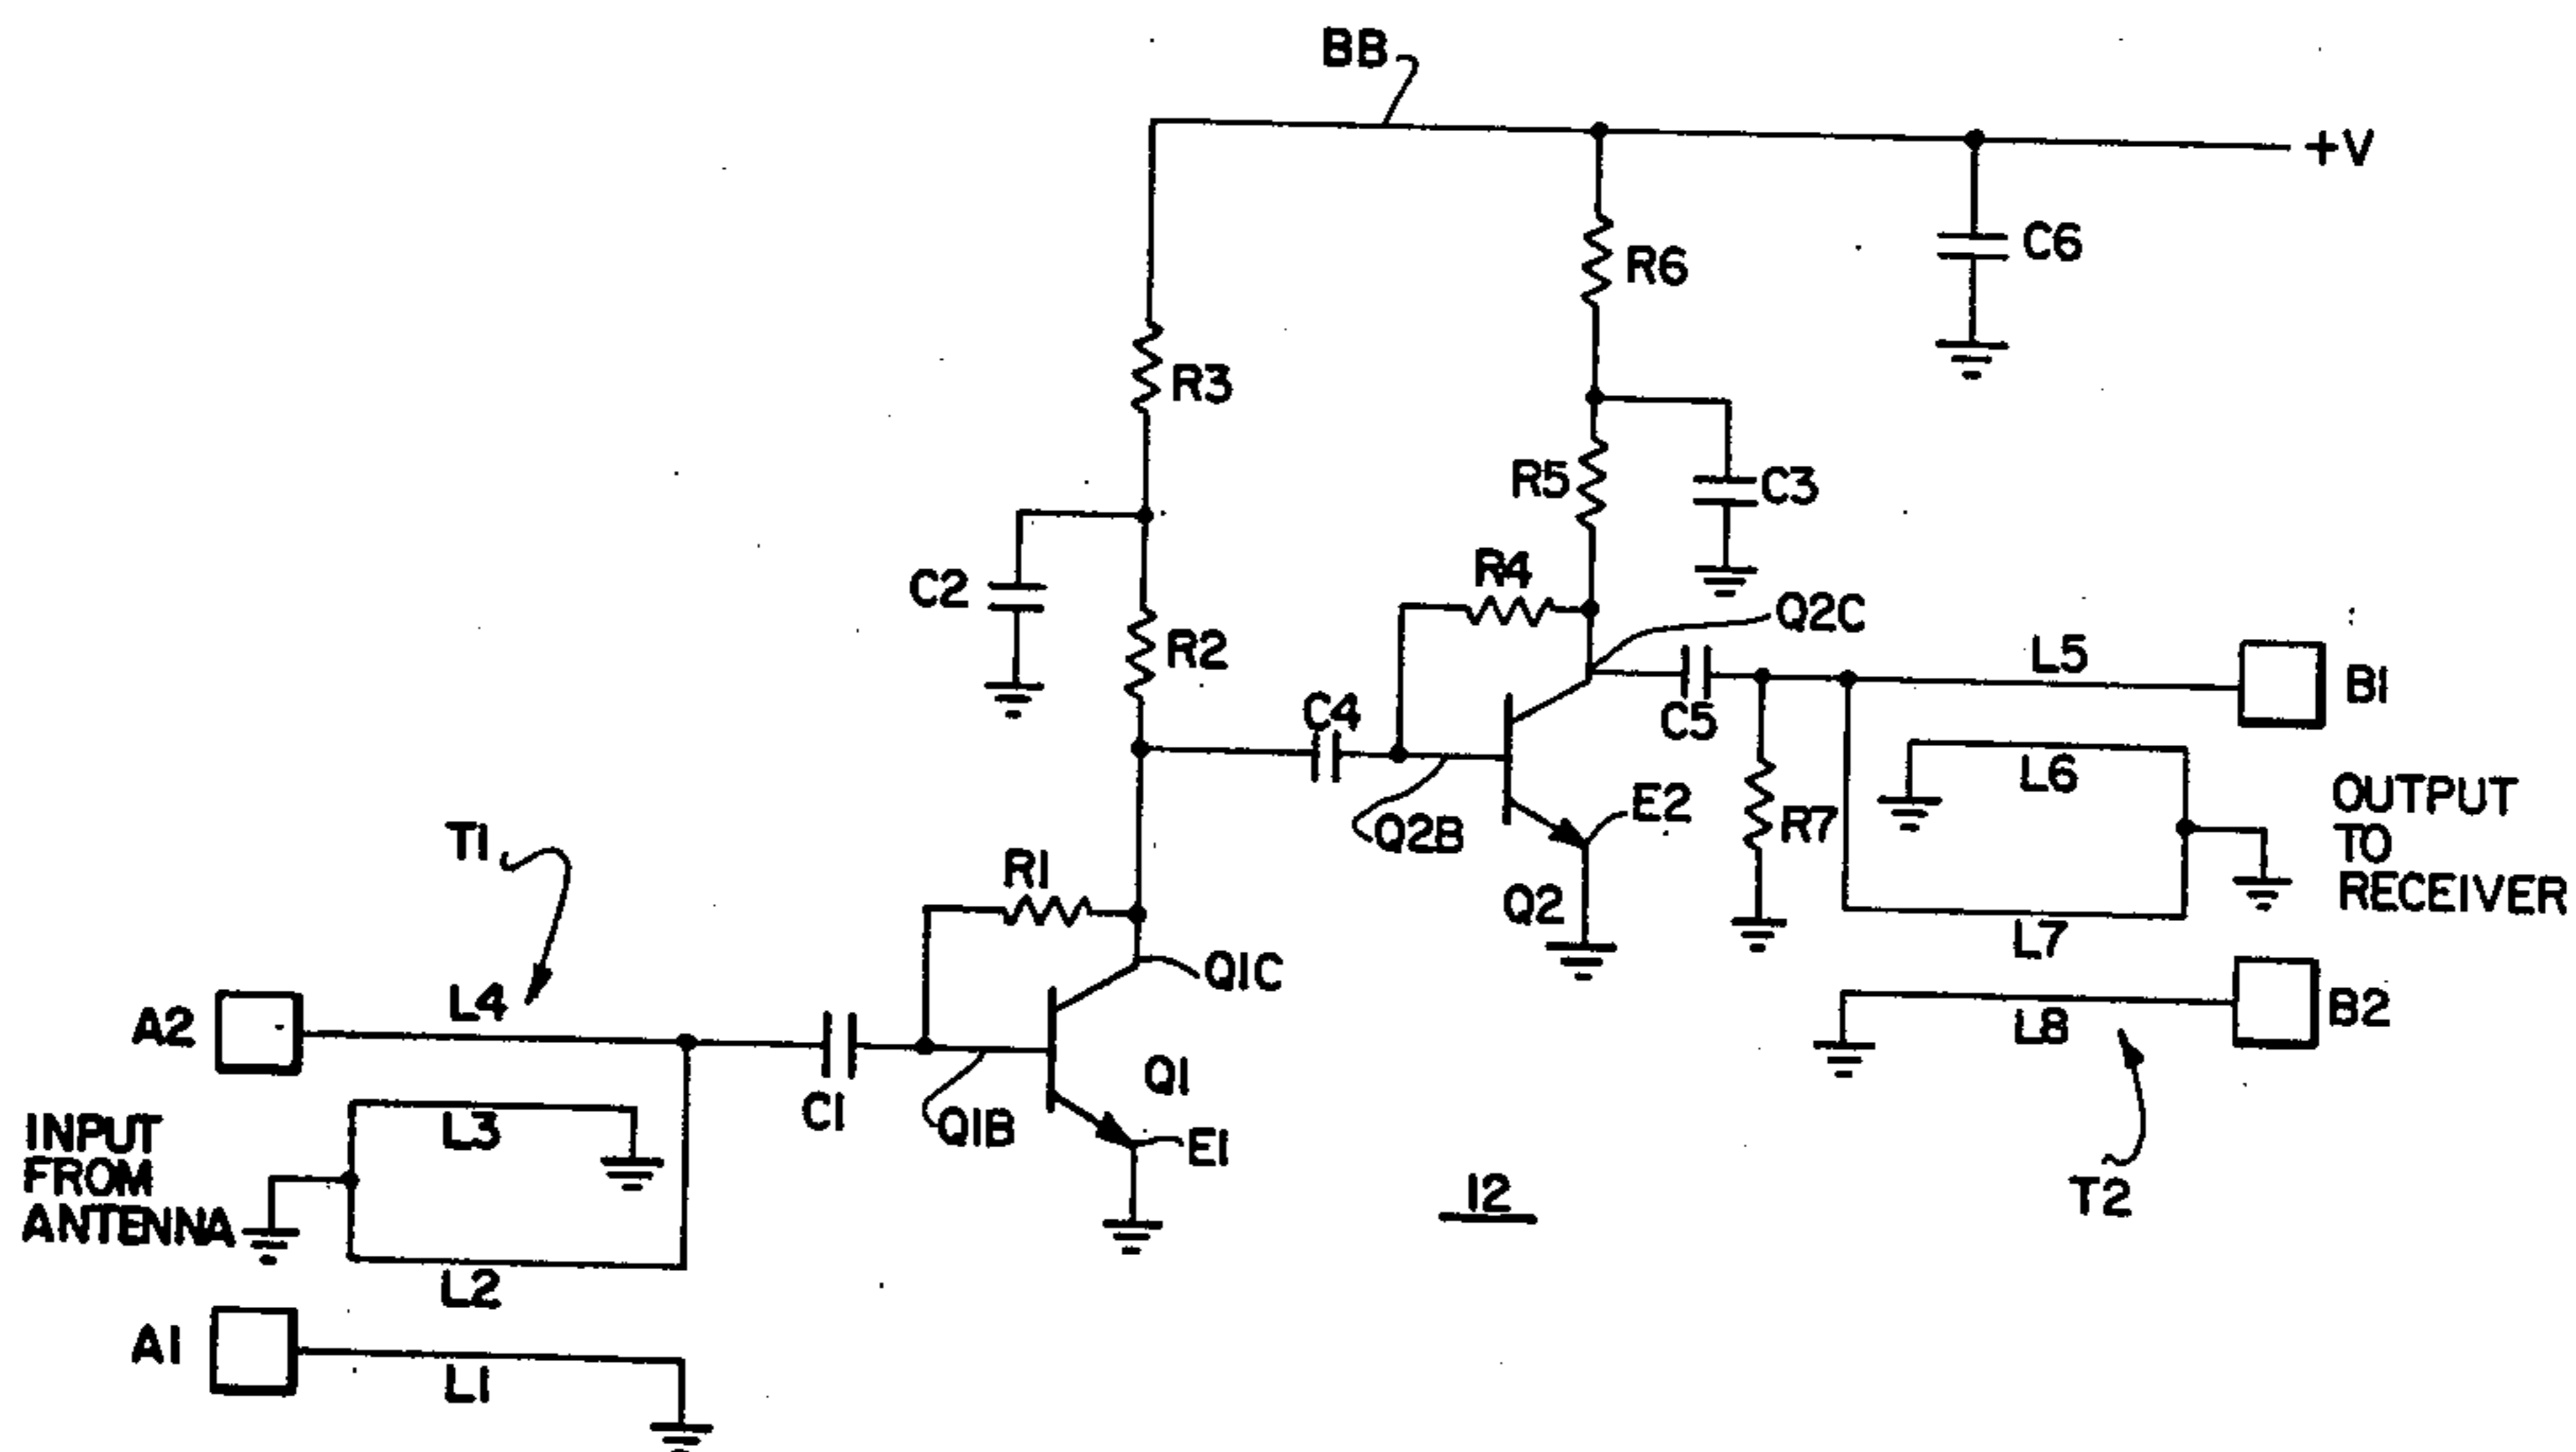 BB
+V
C6
R6
R3
R5
C3
C2
R4
Q2C
R2
L5
B1
C4
C5
L6
Q2B
E2
R7
OUTPUT
TO
RECEIVER
T1
R1
Q2
L7
Q1C
A2
L4
L8
B2
Q1
C1
Q1B
E1
L3
INPUT
FROM
ANTENNA
12
T2
L2
A1
L1